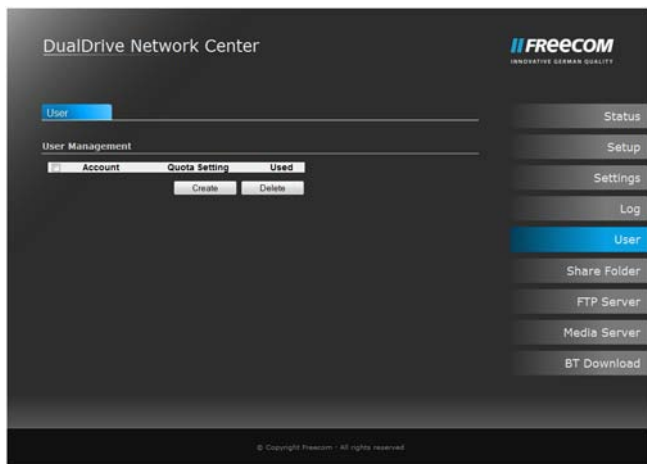 DualDrive Network Center
FREECOM
INNOVATIVE GERMAN QUALITY
User
User Management
Account Quota Setting Used
Create Delete
Status
Setup
Settings
Log
User
Share Folder
FTP Server
Media Server
BT Download
© Copyright Freecom - All rights reserved